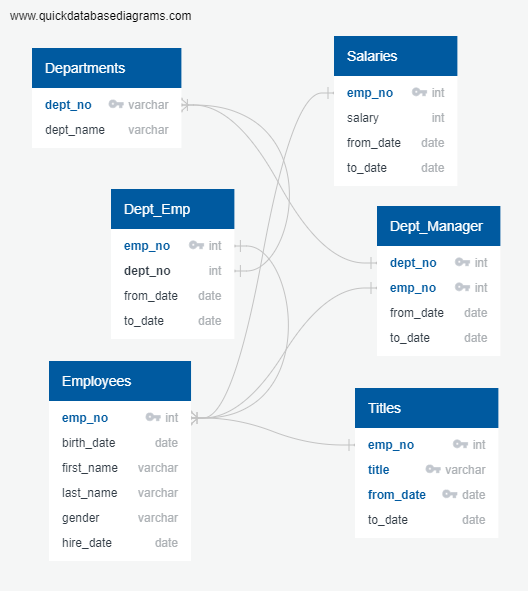 www.quickdatabasediagrams.com
Departments
dept_no varchar
dept_name varchar
Salaries
emp_no int
salary int
from_date date
to_date date
Dept_Emp
emp_no int
dept_no int
from_date date
to_date date
Dept_Manager
dept_no int
emp_no int
from_date date
to_date date
Employees
emp_no int
birth_date date
first_name varchar
last_name varchar
gender varchar
hire_date date
Titles
emp_no int
title varchar
from_date date
to_date date